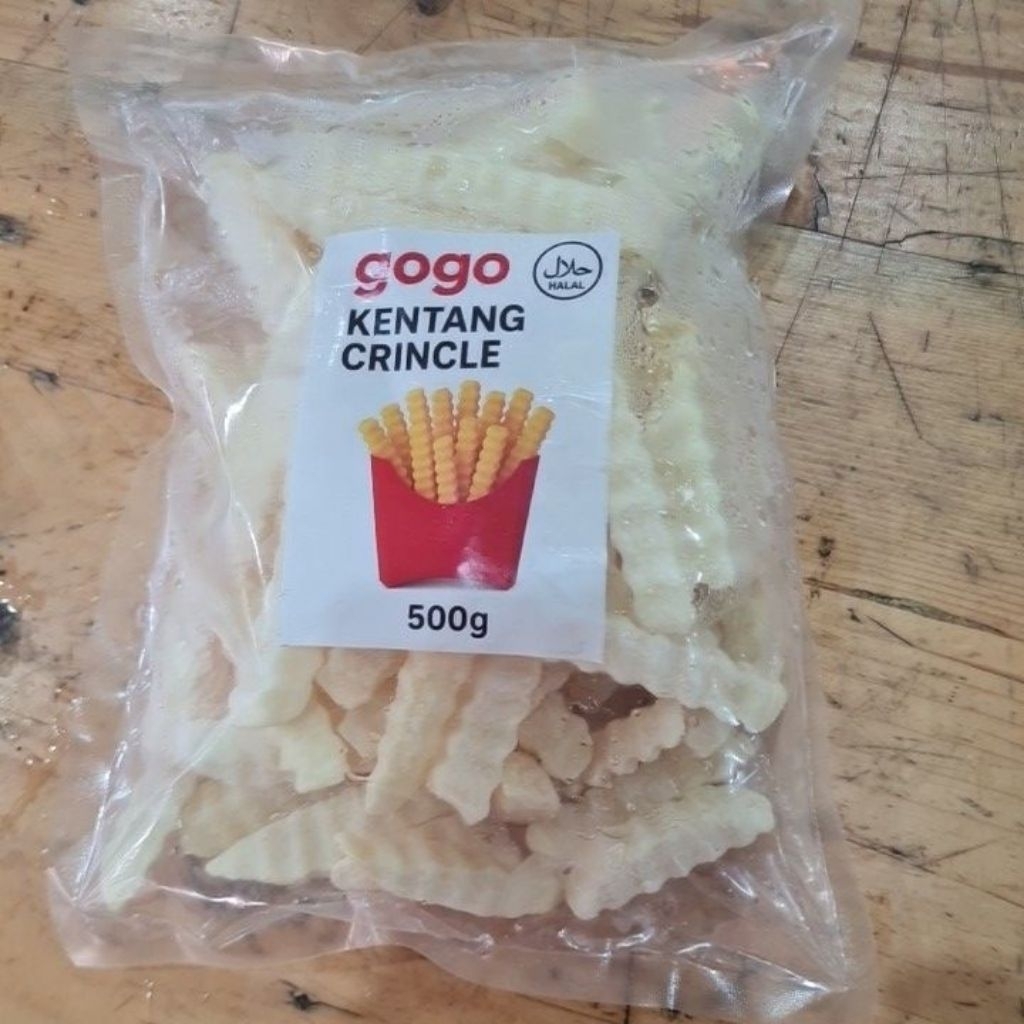 gogo
حلال
HALAL
KENTANG
CRINCLE
500g